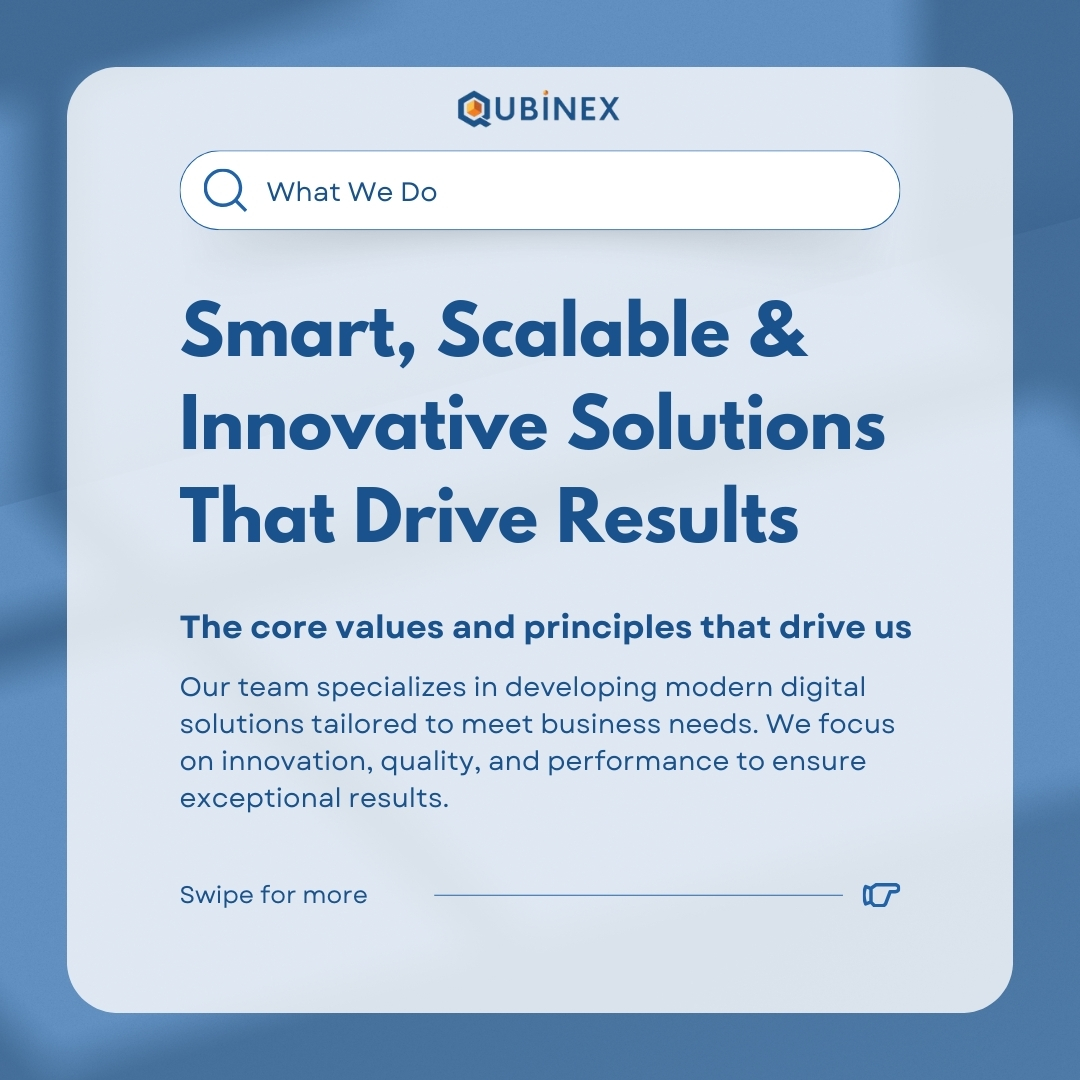 QUBINEX
What We Do
Smart, Scalable &
Innovative Solutions
That Drive Results
The core values and principles that drive us
Our team specializes in developing modern digital
solutions tailored to meet business needs. We focus
on innovation, quality, and performance to ensure
exceptional results.
Swipe for more